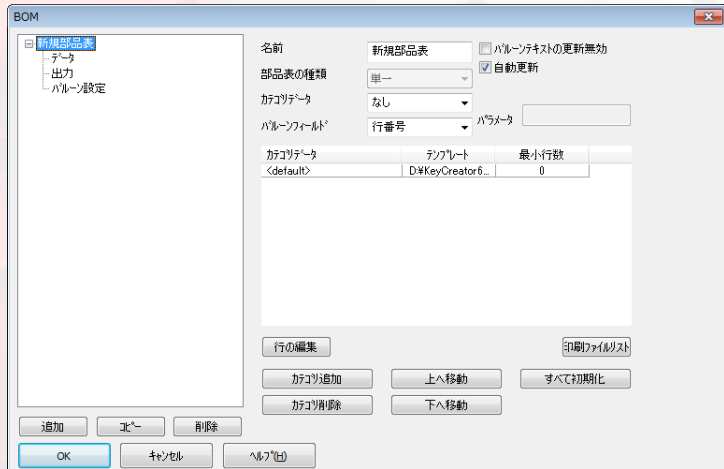 BOM
新規部品表
データ
出力
バルーン設定
名前
新規部品表
バルーンテキストの更新無効
自動更新
部品表の種類
単一
カテゴリデータ
なし
バルーンフィールド
行番号
パラメータ
カテゴリデータ テンプレート 最小行数
<default> D:¥KeyCreator6... 0
行の編集
印刷ファイルリスト
カテゴリ追加
上へ移動
すべて初期化
カテゴリ削除
下へ移動
追加
コピー
削除
OK
キャンセル
ヘルプ(H)